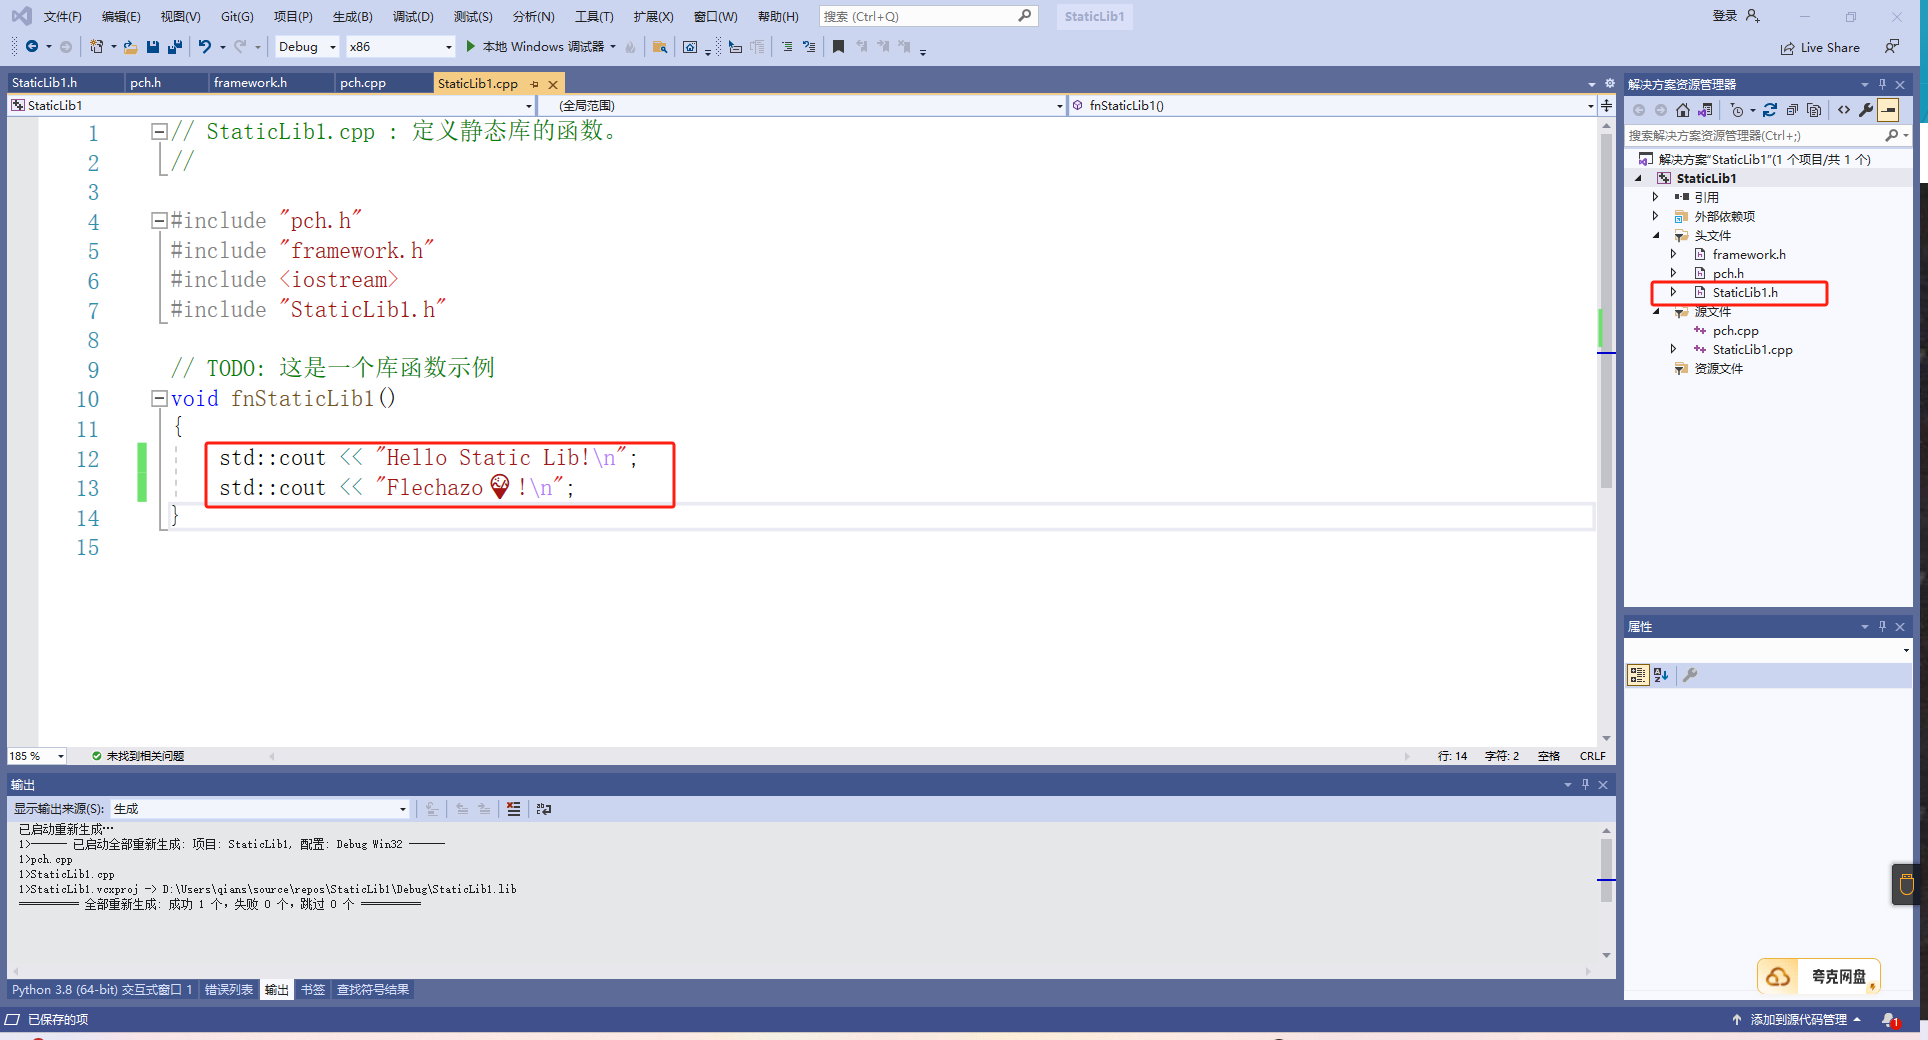 文件(F) 编辑(E) 视图(V) Git(G) 项目(P) 生成(B) 调试(D) 测试(S) 分析(N) 工具(T) 扩展(X) 窗口(W) 帮助(H) 搜索 (Ctrl+Q) StaticLib1 登录
Debug x86 本地 Windows 调试器 Live Share
StaticLib1.h pch.h framework.h pch.cpp StaticLib1.cpp
StaticLib1 (全局范围) fnStaticLib1()
1 // StaticLib1.cpp : 定义静态库的函数。
2 //
3
4 #include "pch.h"
5 #include "framework.h"
6 #include <iostream>
7 #include "StaticLib1.h"
8
9 // TODO: 这是一个库函数示例
10 void fnStaticLib1()
11 {
12 std::cout << "Hello Static Lib!\n";
13 std::cout << "Flechazo🍨!\n";
14 }
15
185 % 未找到相关问题 行: 14 字符: 2 空格 CRLF
输出
显示输出来源(S): 生成
已启动重新生成…
1>------ 已启动全部重新生成: 项目: StaticLib1, 配置: Debug Win32 ------
1>pch.cpp
1>StaticLib1.cpp
1>StaticLib1.vcxproj -> D:\Users\qians\source\repos\StaticLib1\Debug\StaticLib1.lib
========== 全部重新生成: 成功 1 个，失败 0 个，跳过 0 个 ==========
Python 3.8 (64-bit) 交互式窗口 1 错误列表 输出 书签 查找符号结果
已保存的项
解决方案资源管理器
搜索解决方案资源管理器(Ctrl+;)
解决方案"StaticLib1"(1 个项目/共 1 个)
StaticLib1
引用
外部依赖项
头文件
framework.h
pch.h
StaticLib1.h
源文件
pch.cpp
StaticLib1.cpp
资源文件
属性
夸克网盘
添加到源代码管理 1